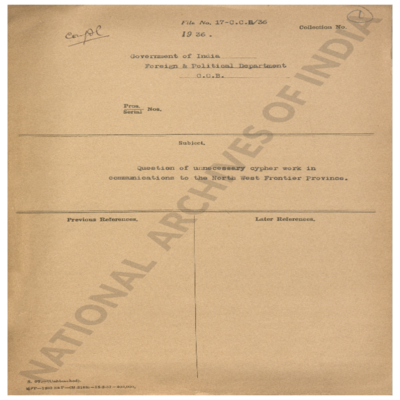 File No. 17-C.C.B/36
Collection No.
1936.
Government of India
Foreign & Political Department
C.C.B.
Prom.
Serial Nos.
Subject.
Question of unnecessary cypher work in
communications to the North West Frontier Province.
Previous References.
Later References.
NATIONAL ARCHIVES OF INDIA